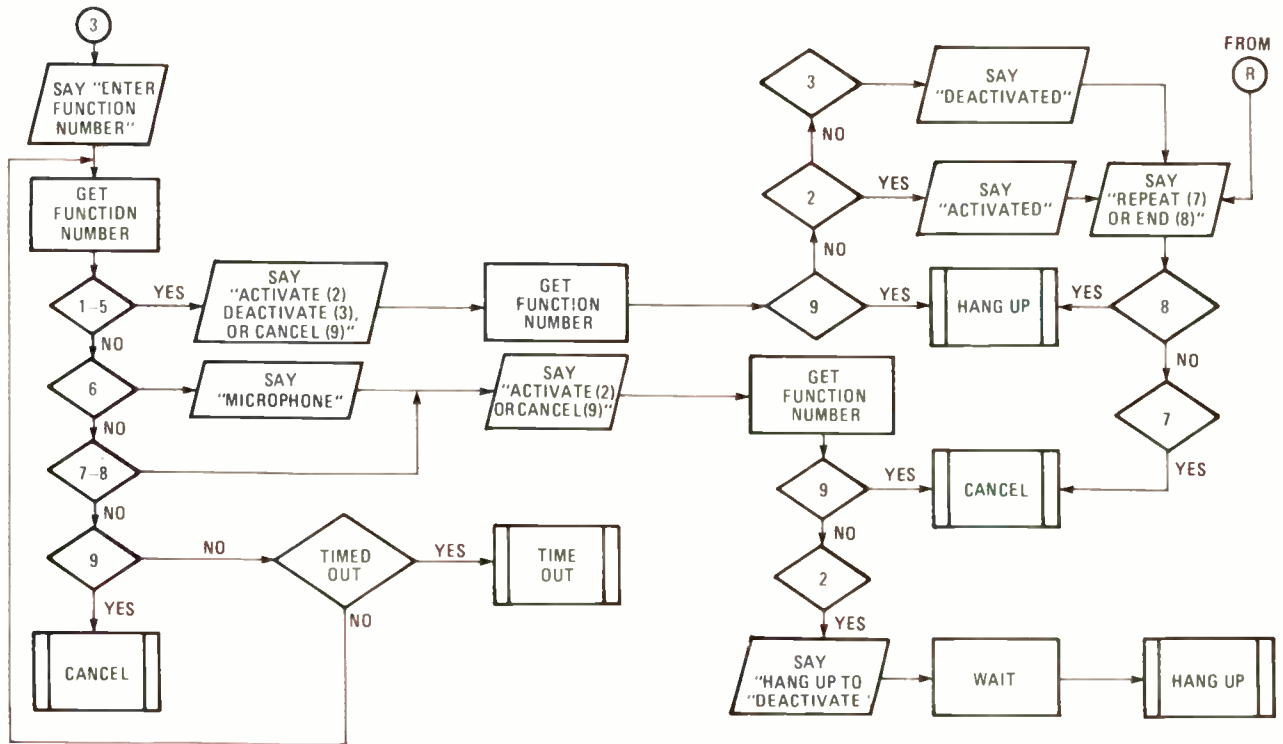 3
SAY "ENTER
FUNCTION
NUMBER"
GET
FUNCTION
NUMBER
1–5
YES
SAY
"ACTIVATE (2)
DEACTIVATE (3),
OR CANCEL (9)"
GET
FUNCTION
NUMBER
9
YES
HANG UP
NO
2
YES
SAY
"ACTIVATED"
NO
3
SAY
"DEACTIVATED"
FROM
R
SAY
"REPEAT (7)
OR END (8)"
8
YES
NO
7
YES
CANCEL
NO
6
SAY
"MICROPHONE"
SAY
"ACTIVATE (2)
OR CANCEL (9)"
GET
FUNCTION
NUMBER
9
YES
NO
2
YES
SAY
"HANG UP TO
"DEACTIVATE '
WAIT
HANG UP
NO
7–8
NO
9
NO
TIMED
OUT
YES
TIME
OUT
NO
YES
CANCEL